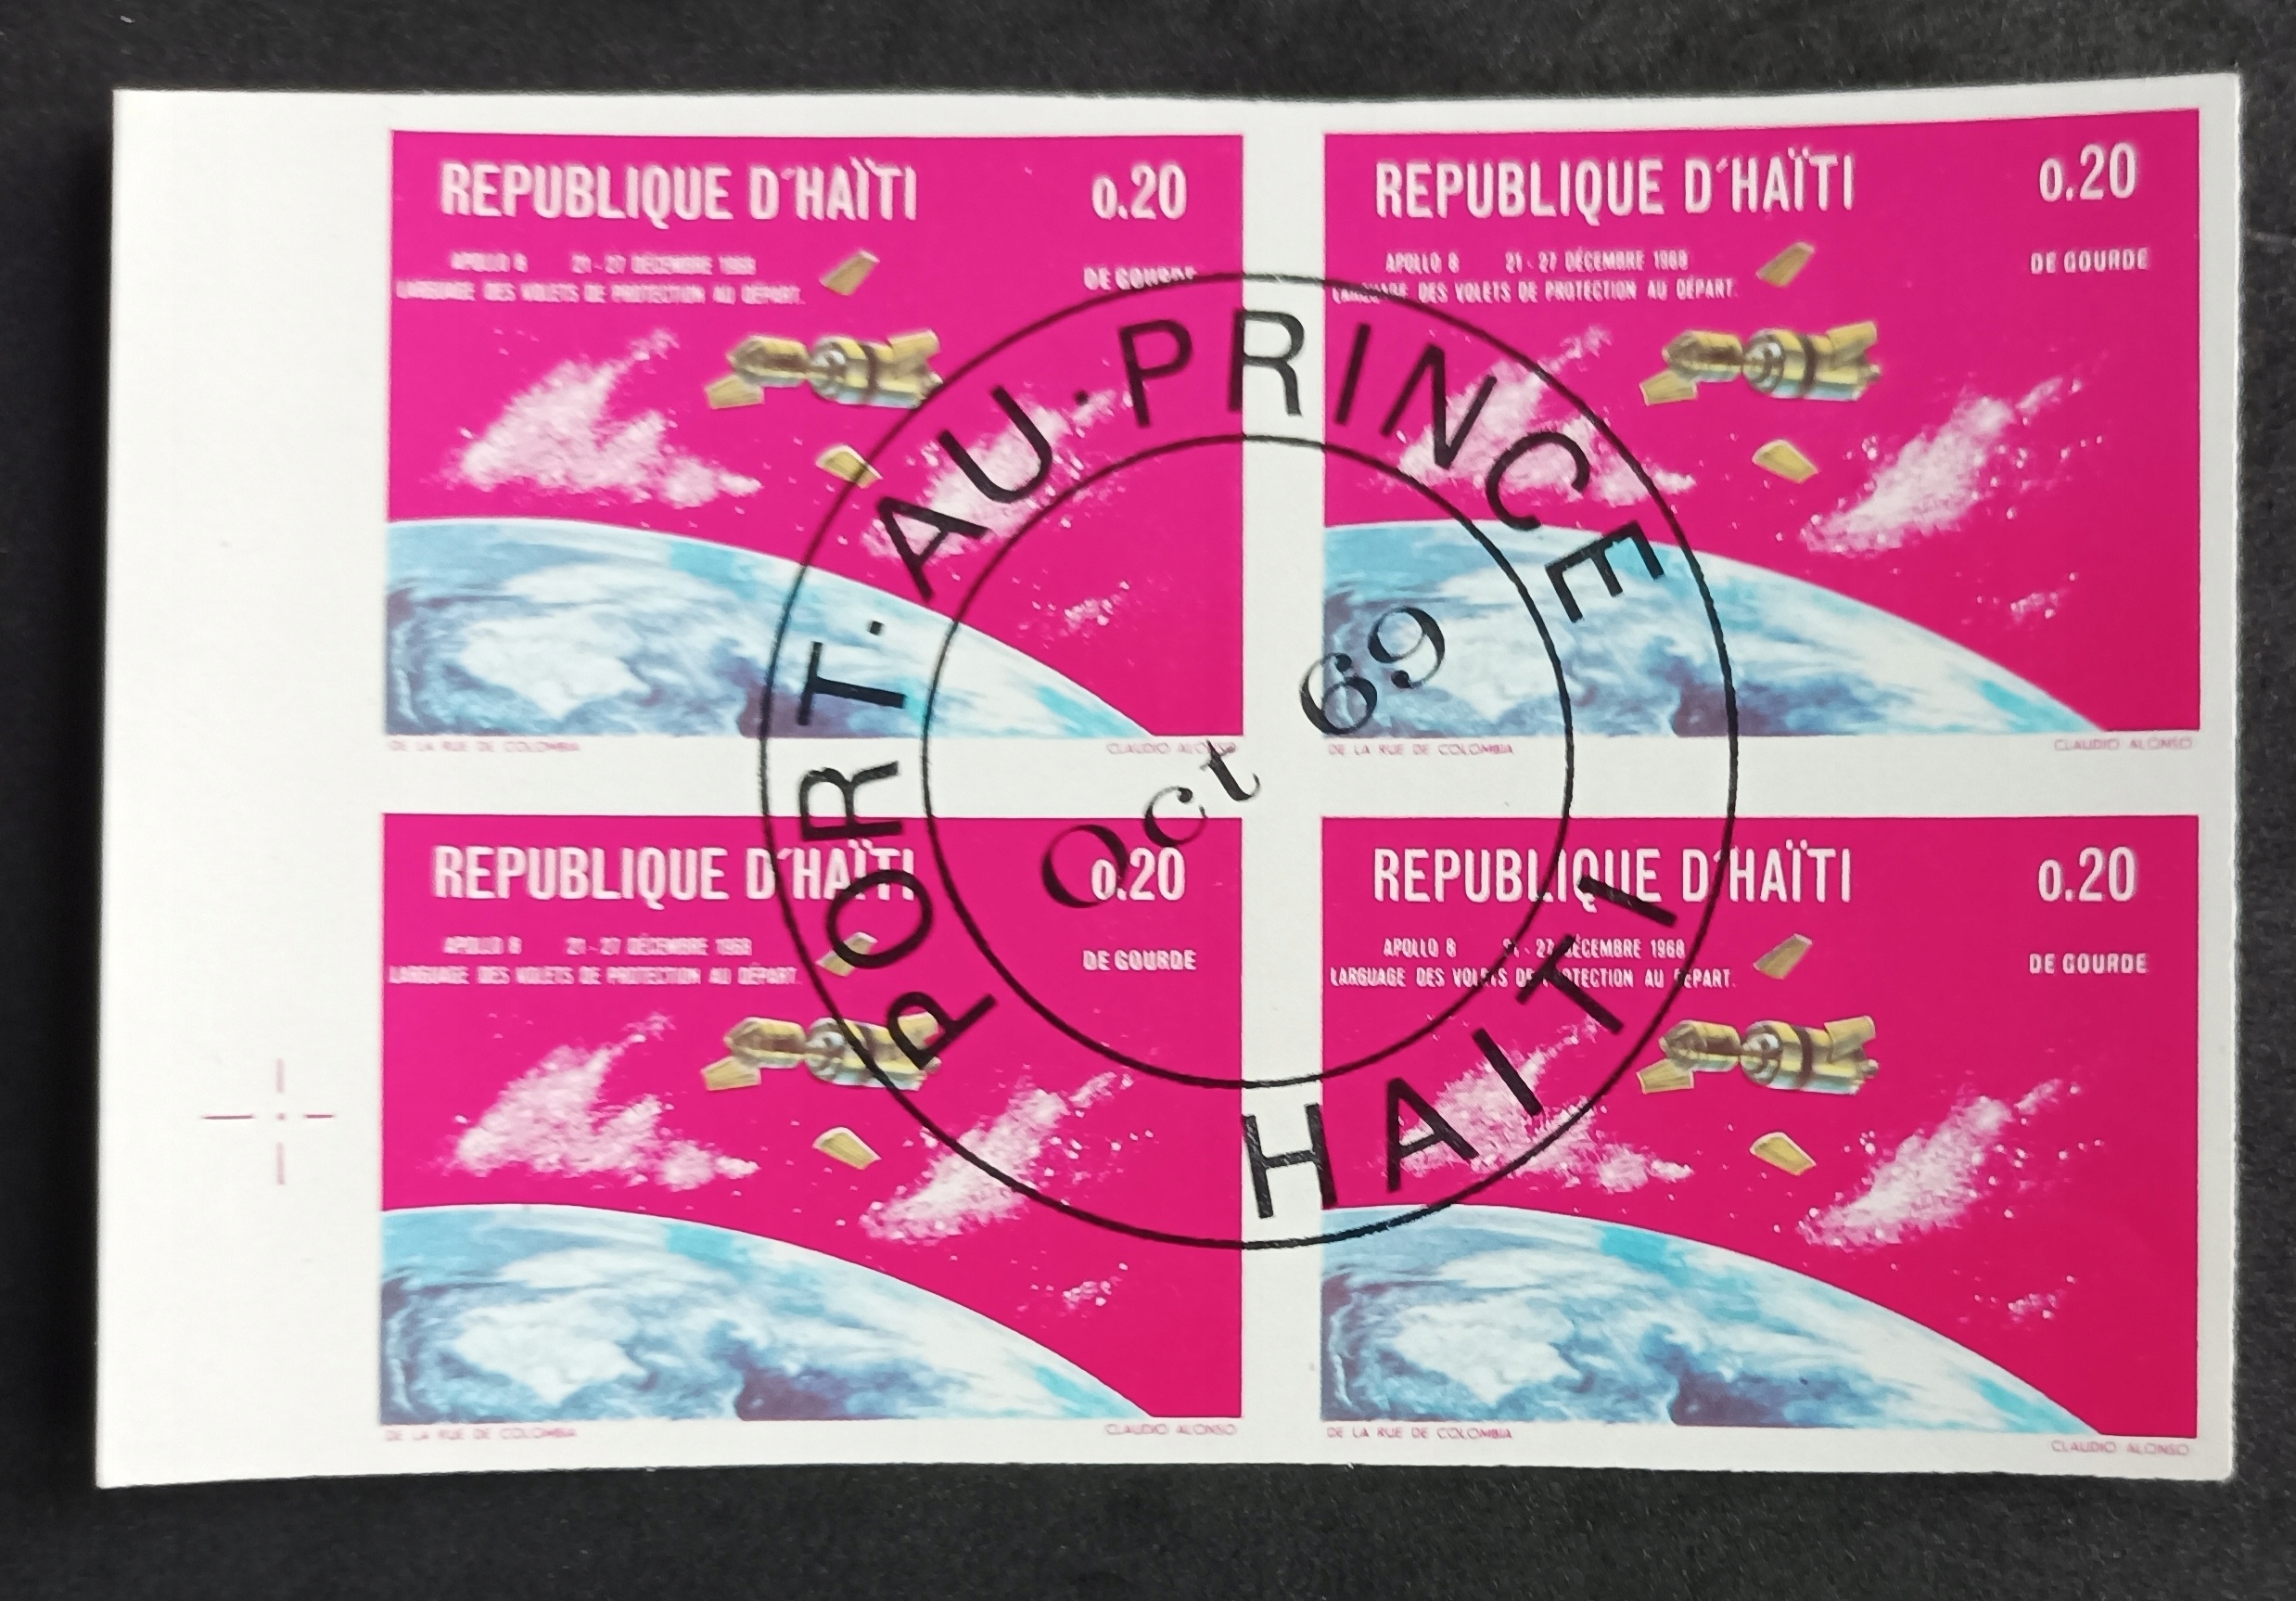 REPUBLIQUE D'HAÏTI 0.20
APOLLO 8 21-27 DÉCEMBRE 1968 DE GOURDE
LARGUAGE DES VOLETS DE PROTECTION AU DÉPART.
DE LA RUE DE COLOMBIA CLAUDIO ALONSO
REPUBLIQUE D'HAÏTI 0.20
APOLLO 8 21-27 DÉCEMBRE 1968 DE GOURDE
LARGUAGE DES VOLETS DE PROTECTION AU DÉPART.
DE LA RUE DE COLOMBIA CLAUDIO ALONSO
REPUBLIQUE D'HAÏTI 0.20
APOLLO 8 21-27 DÉCEMBRE 1968 DE GOURDE
LARGUAGE DES VOLETS DE PROTECTION AU DÉPART.
DE LA RUE DE COLOMBIA CLAUDIO ALONSO
REPUBLIQUE D'HAÏTI 0.20
APOLLO 8 21-27 DÉCEMBRE 1968 DE GOURDE
LARGUAGE DES VOLETS DE PROTECTION AU DÉPART.
DE LA RUE DE COLOMBIA CLAUDIO ALONSO
PORT·AU·PRINCE
Oct 69
HAITI